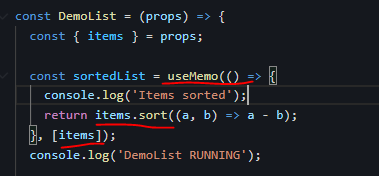 const DemoList = (props) => {
const { items } = props;
const sortedList = useMemo(() => {
console.log('Items sorted');
return items.sort((a, b) => a - b);
}, [items]);
console.log('DemoList RUNNING');